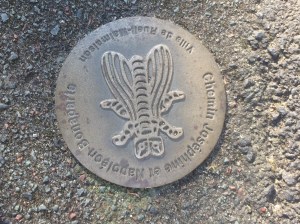 Ville de Rueil-Malmaison
Chemin Joséphine et Napoléon Bonaparte